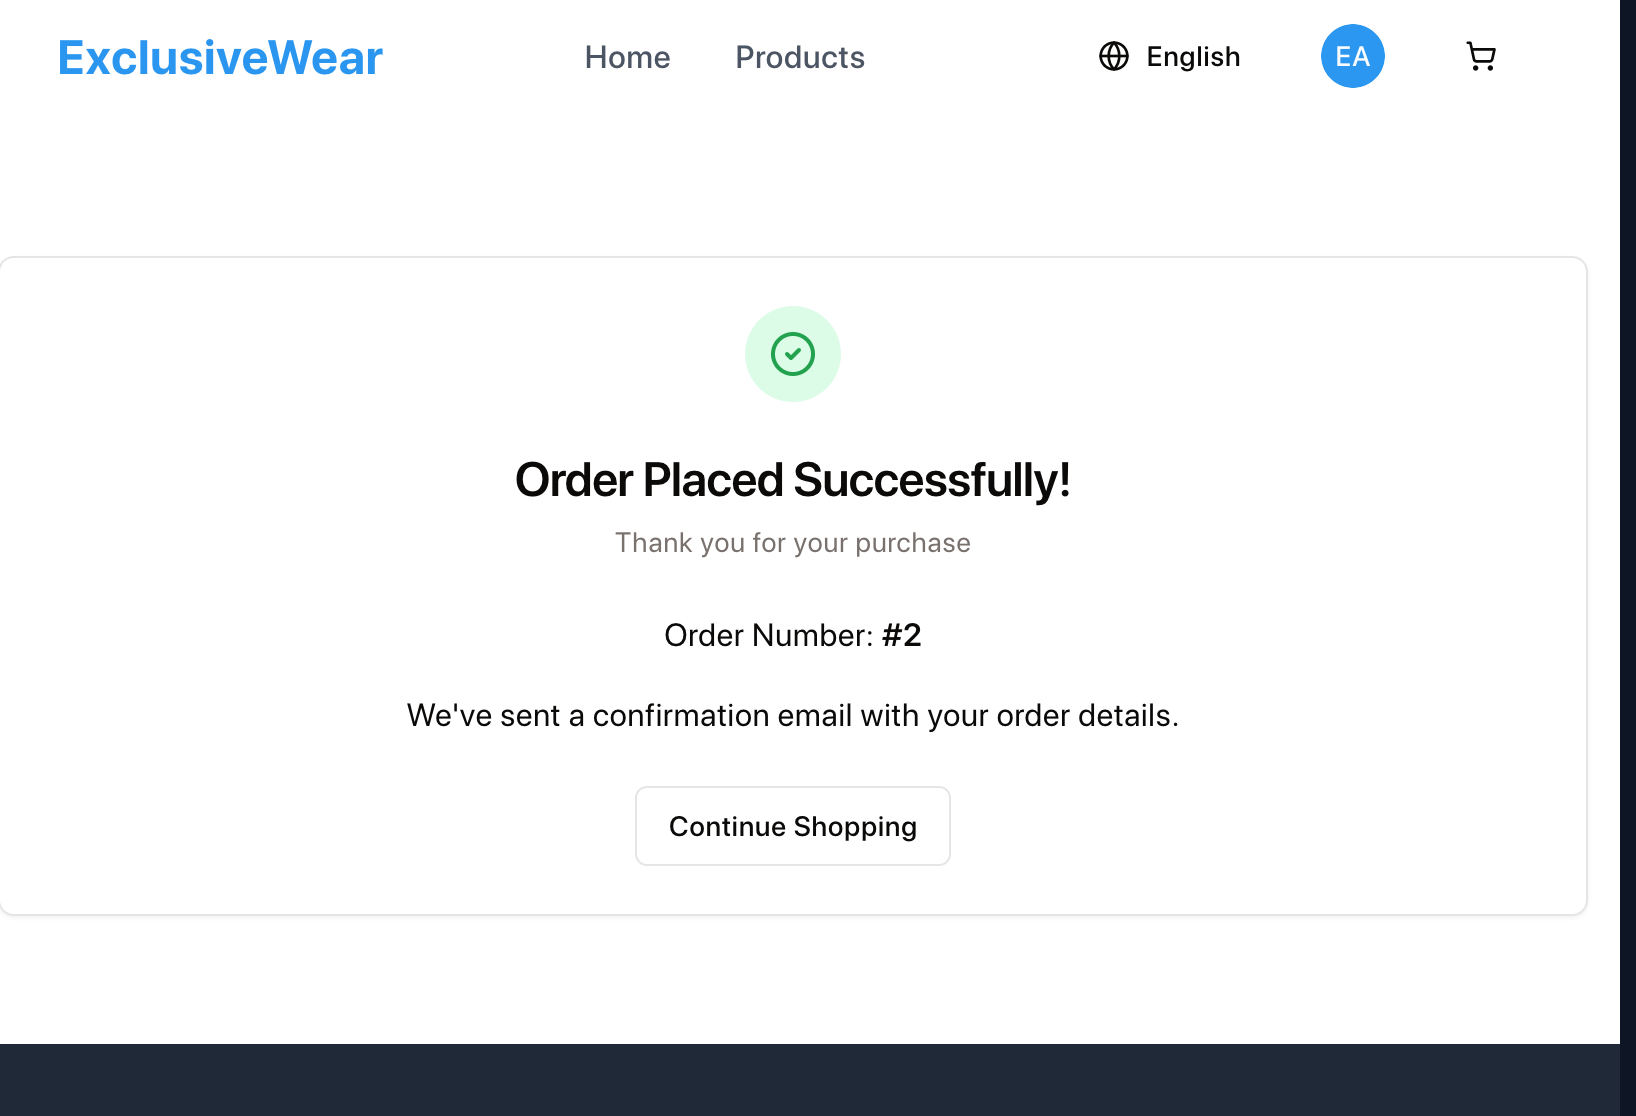 ExclusiveWear
Home
Products
English
EA
Order Placed Successfully!
Thank you for your purchase
Order Number: #2
We've sent a confirmation email with your order details.
Continue Shopping